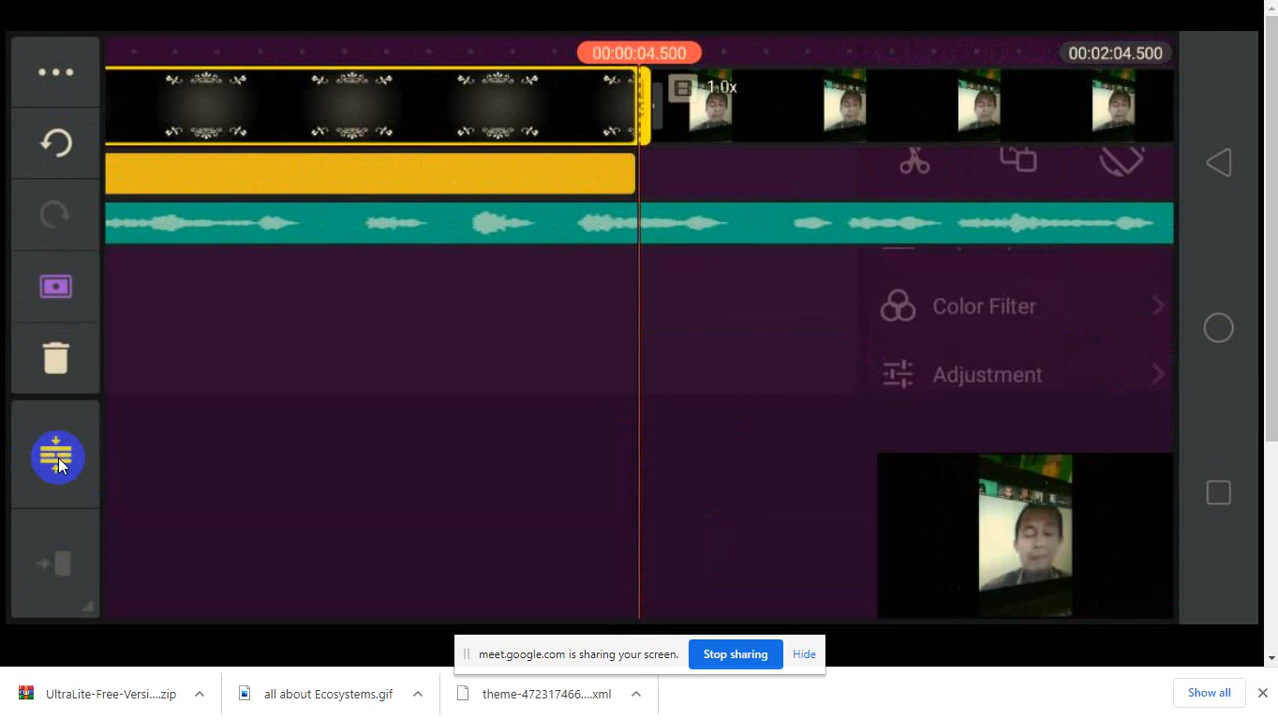 00:00:04.500
00:02:04.500
1.0x
Color Filter
Adjustment
meet.google.com is sharing your screen.
Stop sharing
Hide
UltraLite-Free-Versi....zip
all about Ecosystems.gif
theme-472317466....xml
Show all